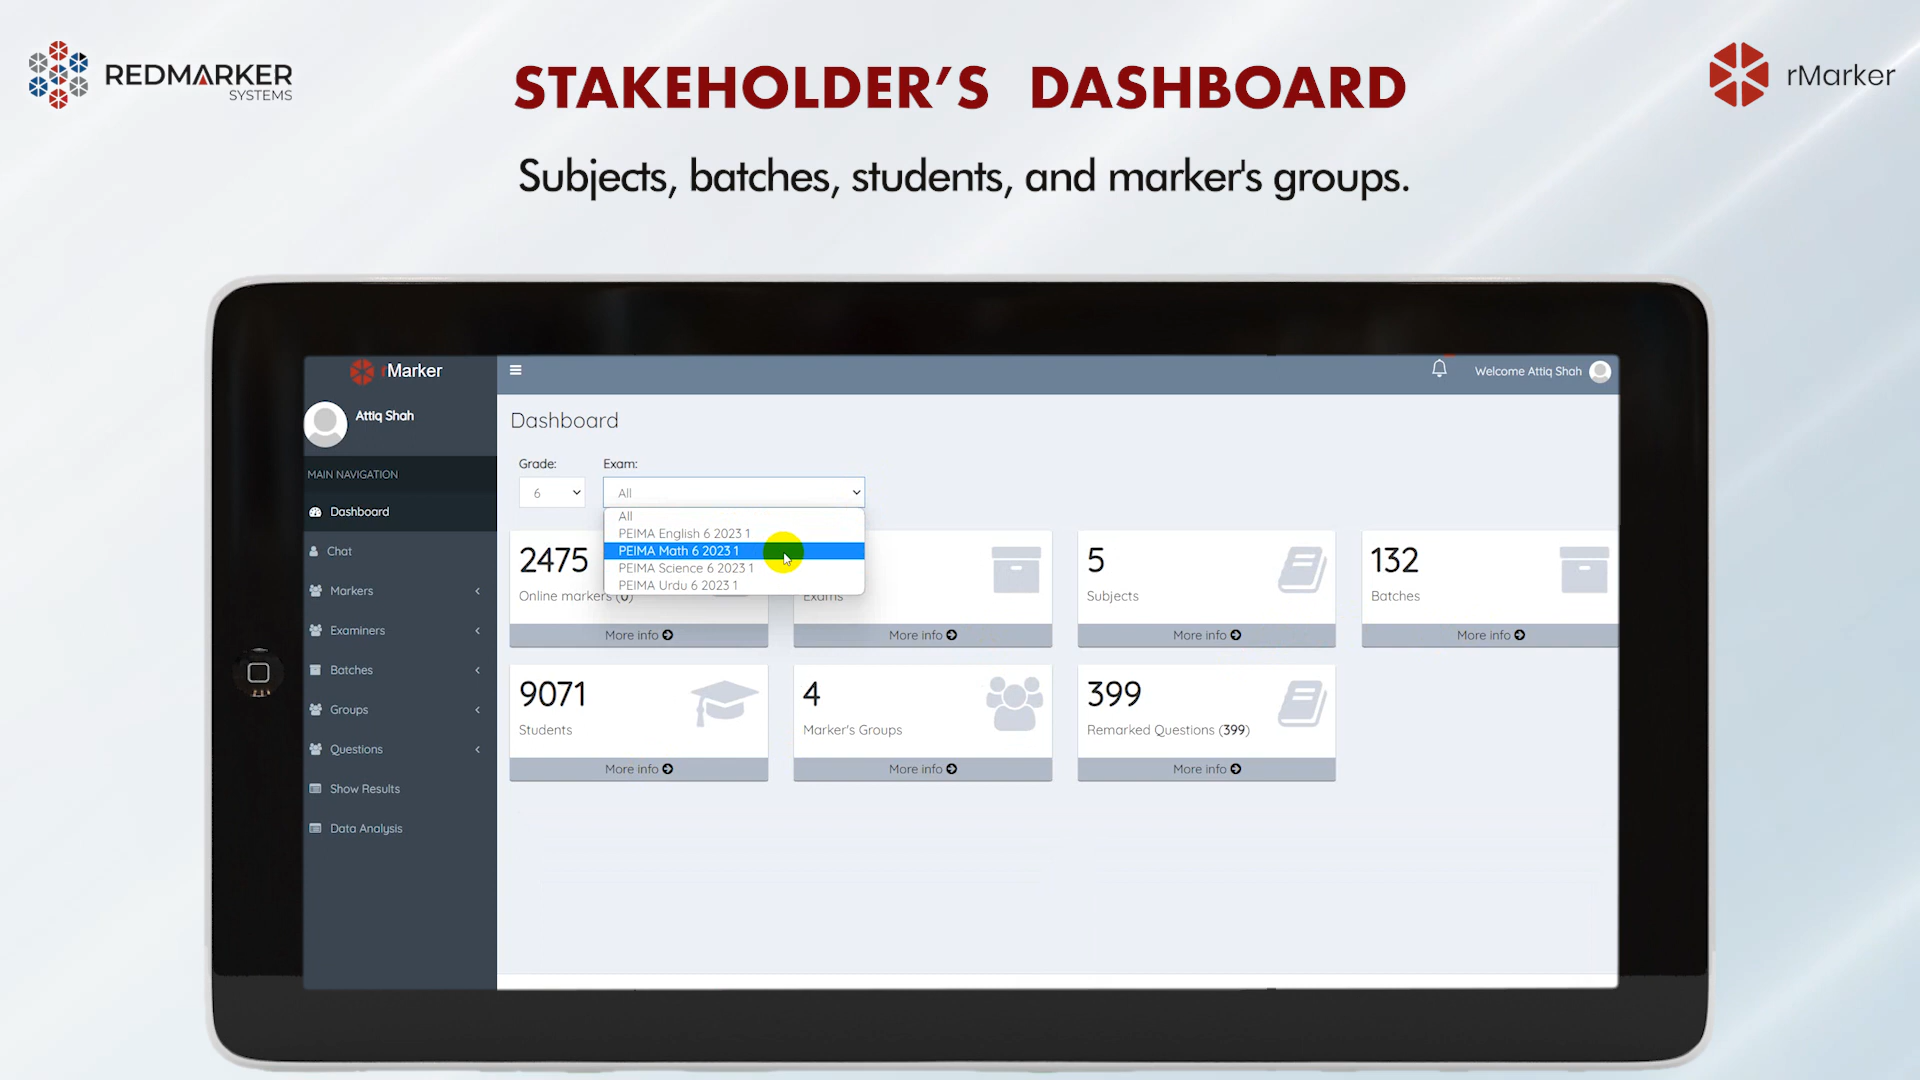 REDMARKER
SYSTEMS
STAKEHOLDER'S DASHBOARD
rMarker
Subjects, batches, students, and marker's groups.
rMarker
Welcome Attiq Shah
Attiq Shah
Dashboard
Grade:
Exam:
MAIN NAVIGATION
6
All
Dashboard
All
PEIMA English 6 2023 1
PEIMA Math 6 2023 1
PEIMA Science 6 2023 1
PEIMA Urdu 6 2023 1
Chat
Markers
Examiners
Batches
Groups
Questions
Show Results
Data Analysis
2475
Online markers (0)
More info
Exams
More info
5
Subjects
More info
132
Batches
More info
9071
Students
More info
4
Marker's Groups
More info
399
Remarked Questions (399)
More info